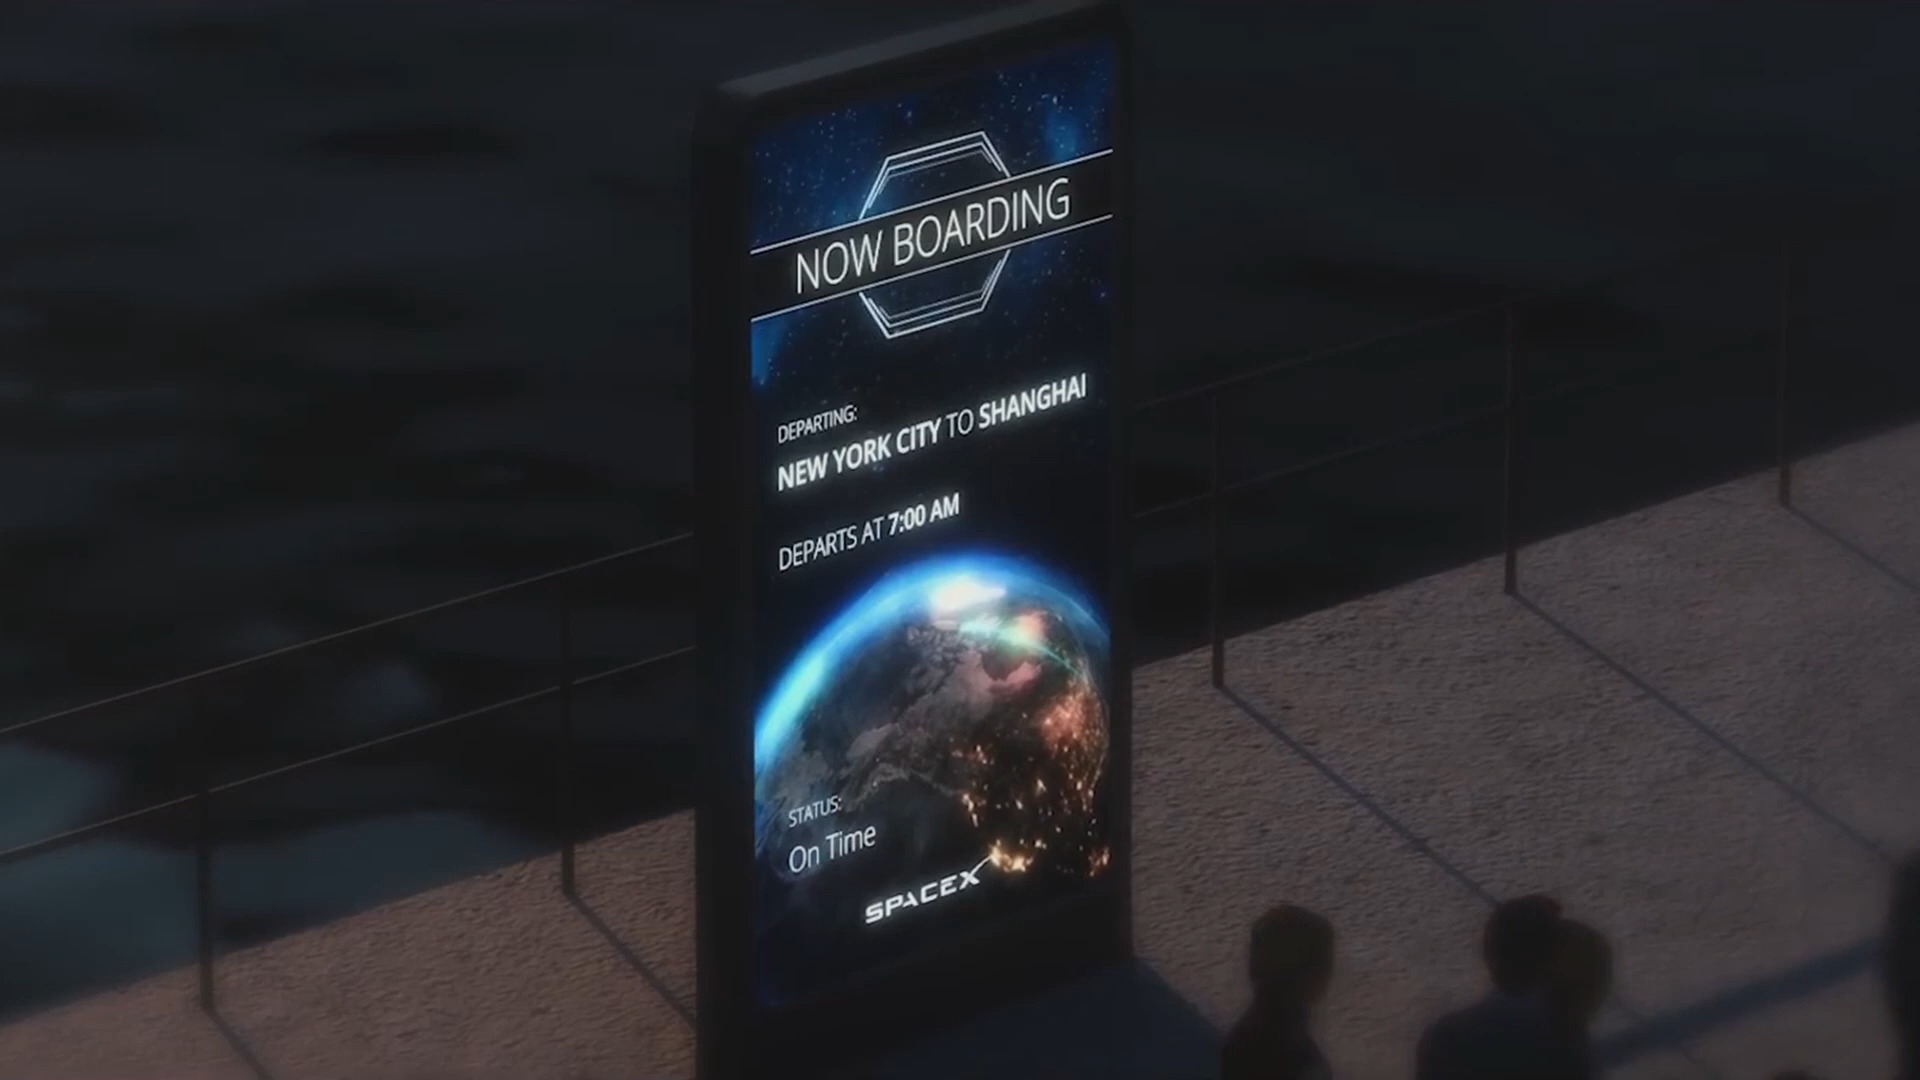 NOW BOARDING
DEPARTING:
NEW YORK CITY TO SHANGHAI
DEPARTS AT 7:00 AM
STATUS:
On Time
SPACEX